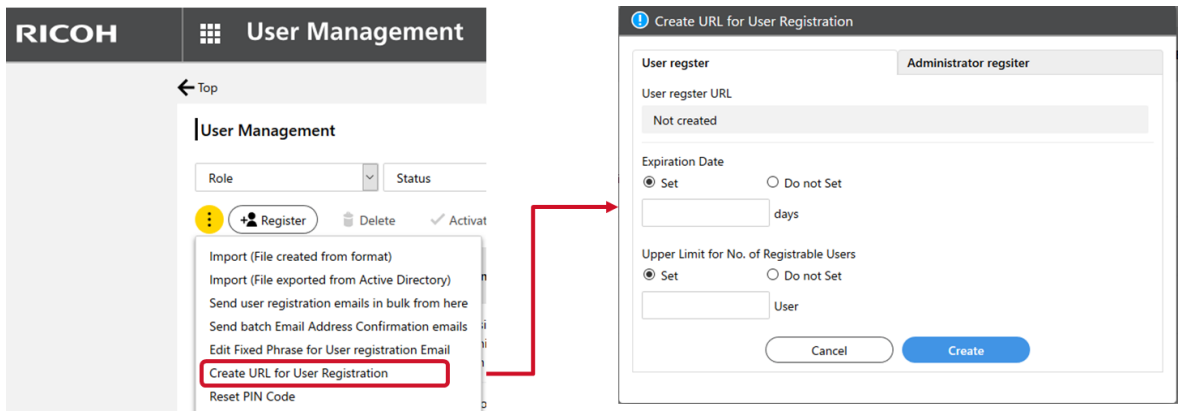 RICOH
User Management
Top
User Management
Role
Status
Register
Delete
Activat
Import (File created from format)
Import (File exported from Active Directory)
Send user registration emails in bulk from here
Send batch Email Address Confirmation emails
Edit Fixed Phrase for User registration Email
Create URL for User Registration
Reset PIN Code
Create URL for User Registration
User regster
Administrator regsiter
User regster URL
Not created
Expiration Date
Set
Do not Set
days
Upper Limit for No. of Registrable Users
Set
Do not Set
User
Cancel
Create